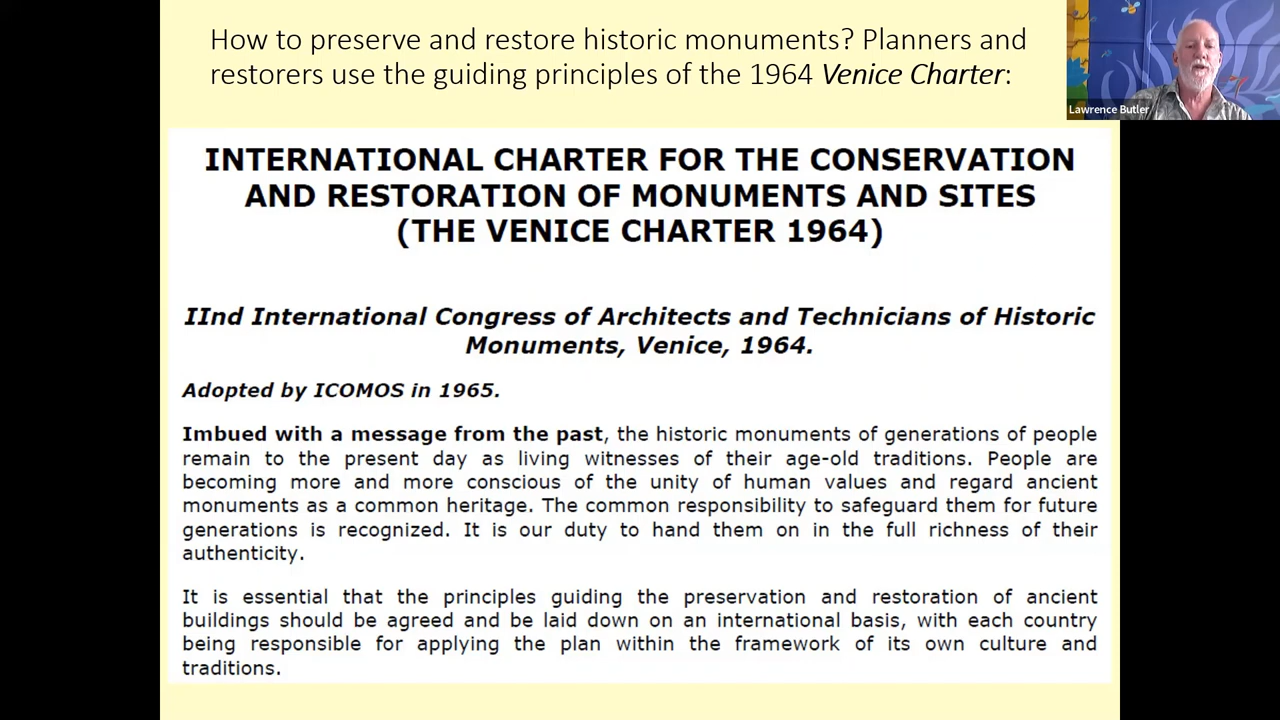 How to preserve and restore historic monuments? Planners and
restorers use the guiding principles of the 1964 Venice Charter:
Lawrence Butler
INTERNATIONAL CHARTER FOR THE CONSERVATION
AND RESTORATION OF MONUMENTS AND SITES
(THE VENICE CHARTER 1964)
IInd International Congress of Architects and Technicians of Historic
Monuments, Venice, 1964.
Adopted by ICOMOS in 1965.
Imbued with a message from the past, the historic monuments of generations of people
remain to the present day as living witnesses of their age-old traditions. People are
becoming more and more conscious of the unity of human values and regard ancient
monuments as a common heritage. The common responsibility to safeguard them for future
generations is recognized. It is our duty to hand them on in the full richness of their
authenticity.
It is essential that the principles guiding the preservation and restoration of ancient
buildings should be agreed and be laid down on an international basis, with each country
being responsible for applying the plan within the framework of its own culture and
traditions.